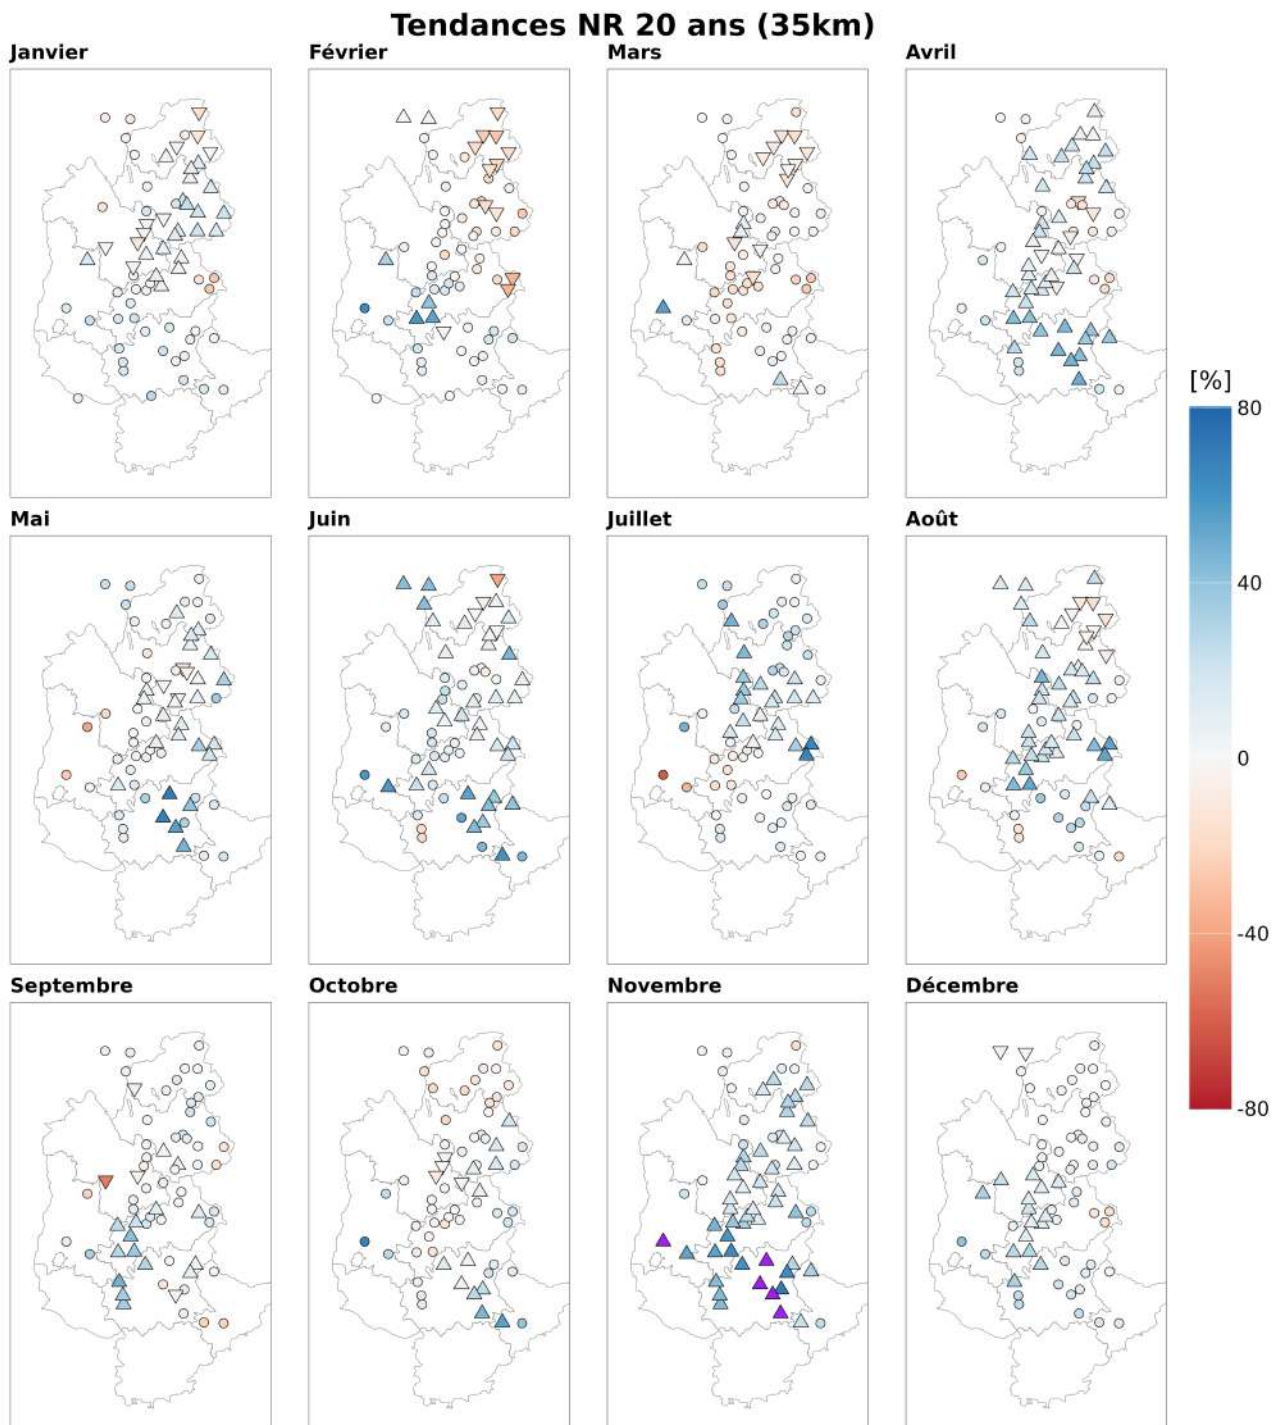 Tendances NR 20 ans (35km)
Janvier
Février
Mars
Avril
[%]
80
40
0
-40
-80
Mai
Juin
Juillet
Août
Septembre
Octobre
Novembre
Décembre